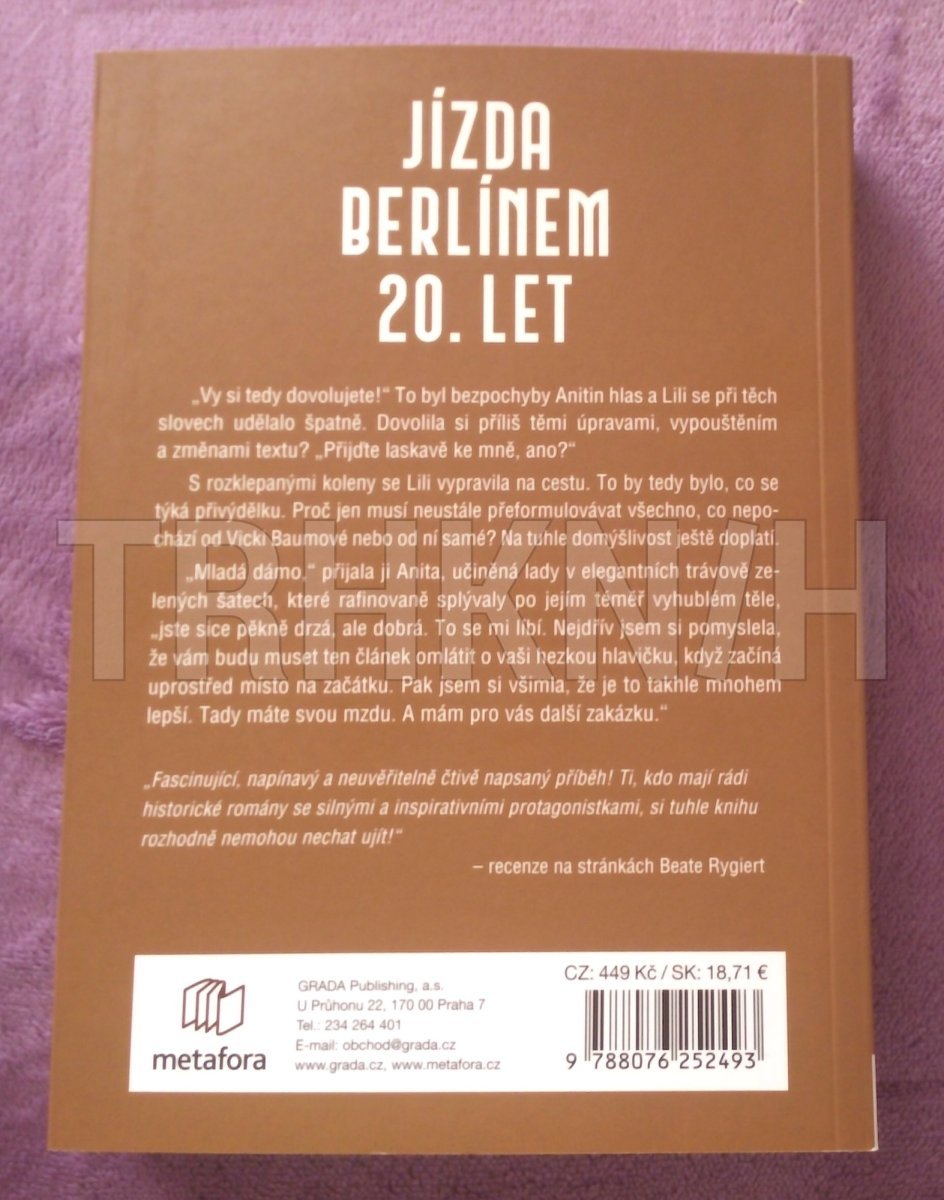 JÍZDA
BERLÍNEM
20. LET
„Vy si tedy dovolujete!“ To byl bezpochyby Anitin hlas a Lili se při těch
slovech udělalo špatně. Dovolila si příliš těmi úpravami, vypouštěním
a změnami textu? „Přijďte laskavě ke mně, ano?“
S rozklepanými koleny se Lili vypravila na cestu. To by tedy bylo, co se
týká přivýdělku. Proč jen musí neustále přeformulovávat všechno, co nepo-
chází od Vicki Baumové nebo od ní samé? Na tuhle domýšlivost ještě doplatí.
„Mladá dámo,“ přijala ji Anita, učiněná lady v elegantních trávově ze-
lených šatech, které rafinovaně splývaly po jejím téměř vyhublém těle,
„jste sice pěkně drzá, ale dobrá. To se mi líbí. Nejdřív jsem si pomyslela,
že vám budu muset ten článek omlátit o vaši hezkou hlavičku, když začíná
uprostřed místo na začátku. Pak jsem si všimla, že je to takhle mnohem
lepší. Tady máte svou mzdu. A mám pro vás další zakázku.“
TRHKNIH
„Fascinující, napínavý a neuvěřitelně čtivě napsaný příběh! Ti, kdo mají rádi
historické romány se silnými a inspirativními protagonistkami, si tuhle knihu
rozhodně nemohou nechat ujít!“
– recenze na stránkách Beate Rygiert
metafora
GRADA Publishing, a.s.
U Průhonu 22, 170 00 Praha 7
Tel.: 234 264 401
E-mail: obchod@grada.cz
www.grada.cz, www.metafora.cz
CZ: 449 Kč / SK: 18,71 €
9 788076 252493